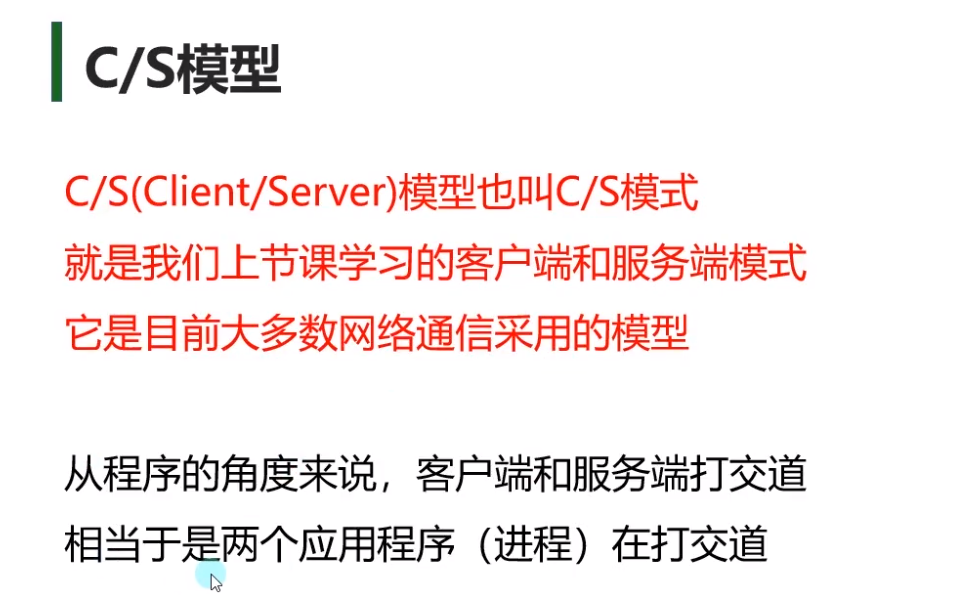 C/S模型
C/S(Client/Server)模型也叫C/S模式
就是我们上节课学习的客户端和服务端模式
它是目前大多数网络通信采用的模型
从程序的角度来说，客户端和服务端打交道
相当于是两个应用程序（进程）在打交道